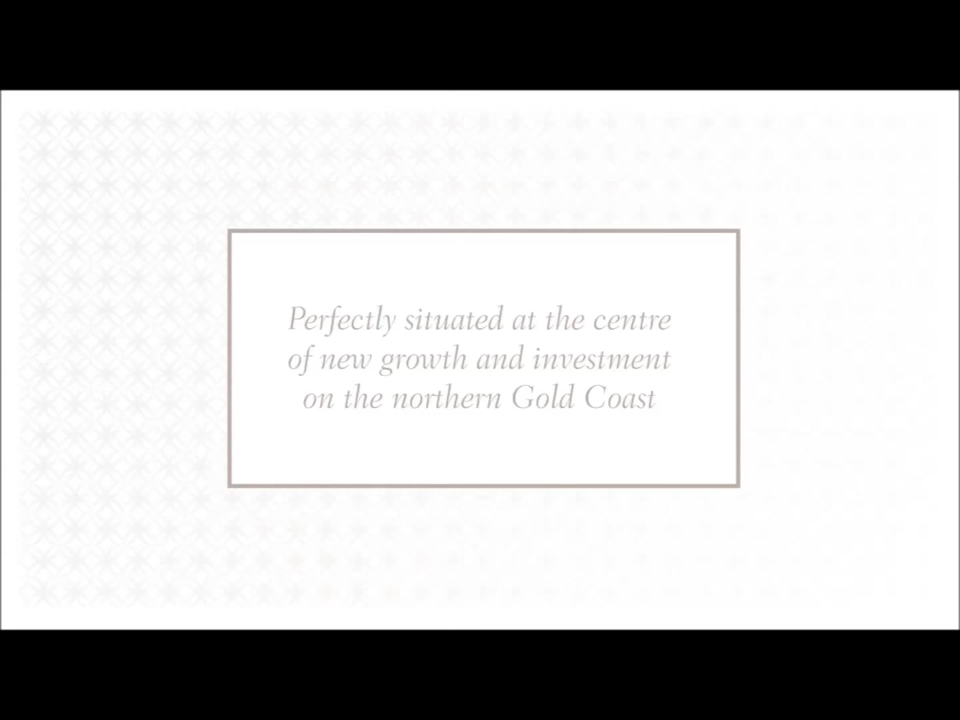 Perfectly situated at the centre
of new growth and investment
on the northern Gold Coast